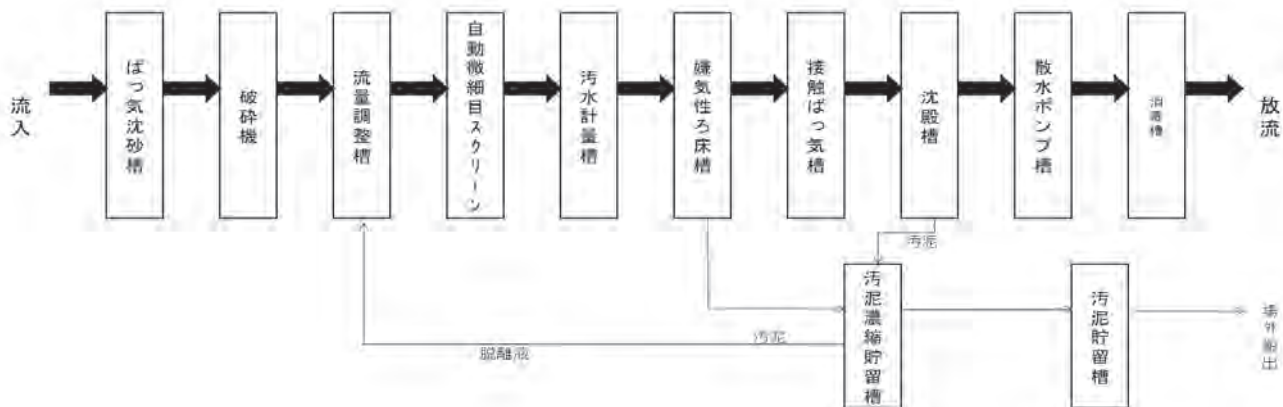 流入
ばっ気沈砂槽
破砕機
流量調整槽
自動微細目スクリーン
汚水計量槽
嫌気性ろ床槽
接触ばっ気槽
沈殿槽
散水ポンプ槽
消毒槽
放流
汚泥
汚泥濃縮貯留槽
汚泥貯留槽
場外搬出
汚泥
脱離液